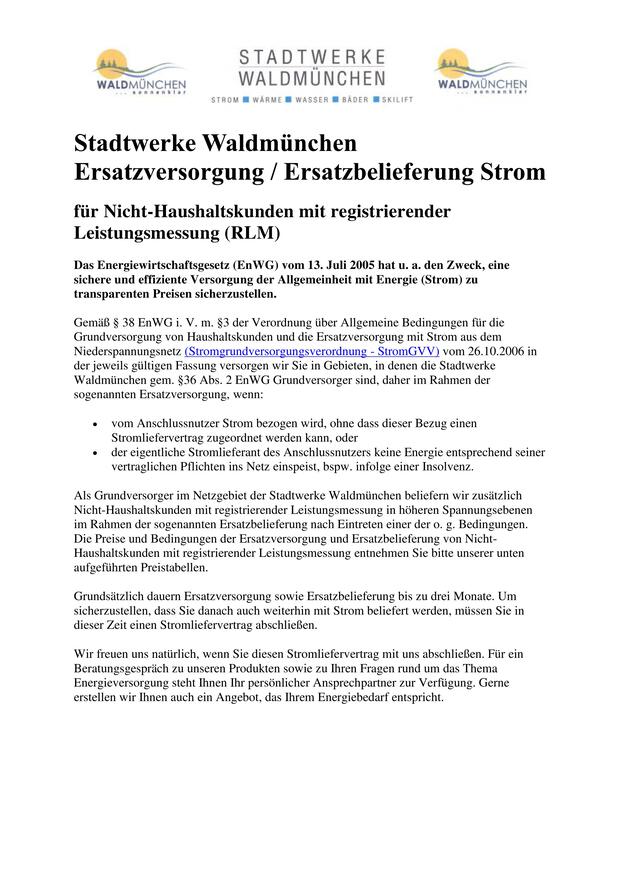 WALDMÜNCHEN
... sonnenklar
STADTWERKE
WALDMÜNCHEN
STROM ■ WÄRME ■ WASSER ■ BÄDER ■ SKILIFT
WALDMÜNCHEN
... sonnenklar
Stadtwerke Waldmünchen
Ersatzversorgung / Ersatzbelieferung Strom
für Nicht-Haushaltskunden mit registrierender
Leistungsmessung (RLM)
Das Energiewirtschaftsgesetz (EnWG) vom 13. Juli 2005 hat u. a. den Zweck, eine
sichere und effiziente Versorgung der Allgemeinheit mit Energie (Strom) zu
transparenten Preisen sicherzustellen.
Gemäß § 38 EnWG i. V. m. §3 der Verordnung über Allgemeine Bedingungen für die
Grundversorgung von Haushaltskunden und die Ersatzversorgung mit Strom aus dem
Niederspannungsnetz (Stromgrundversorgungsverordnung - StromGVV) vom 26.10.2006 in
der jeweils gültigen Fassung versorgen wir Sie in Gebieten, in denen die Stadtwerke
Waldmünchen gem. §36 Abs. 2 EnWG Grundversorger sind, daher im Rahmen der
sogenannten Ersatzversorgung, wenn:
• vom Anschlussnutzer Strom bezogen wird, ohne dass dieser Bezug einen
Stromliefervertrag zugeordnet werden kann, oder
• der eigentliche Stromlieferant des Anschlussnutzers keine Energie entsprechend seiner
vertraglichen Pflichten ins Netz einspeist, bspw. infolge einer Insolvenz.
Als Grundversorger im Netzgebiet der Stadtwerke Waldmünchen beliefern wir zusätzlich
Nicht-Haushaltskunden mit registrierender Leistungsmessung in höheren Spannungsebenen
im Rahmen der sogenannten Ersatzbelieferung nach Eintreten einer der o. g. Bedingungen.
Die Preise und Bedingungen der Ersatzversorgung und Ersatzbelieferung von Nicht-
Haushaltskunden mit registrierender Leistungsmessung entnehmen Sie bitte unserer unten
aufgeführten Preistabellen.
Grundsätzlich dauern Ersatzversorgung sowie Ersatzbelieferung bis zu drei Monate. Um
sicherzustellen, dass Sie danach auch weiterhin mit Strom beliefert werden, müssen Sie in
dieser Zeit einen Stromliefervertrag abschließen.
Wir freuen uns natürlich, wenn Sie diesen Stromliefervertrag mit uns abschließen. Für ein
Beratungsgespräch zu unseren Produkten sowie zu Ihren Fragen rund um das Thema
Energieversorgung steht Ihnen Ihr persönlicher Ansprechpartner zur Verfügung. Gerne
erstellen wir Ihnen auch ein Angebot, das Ihrem Energiebedarf entspricht.